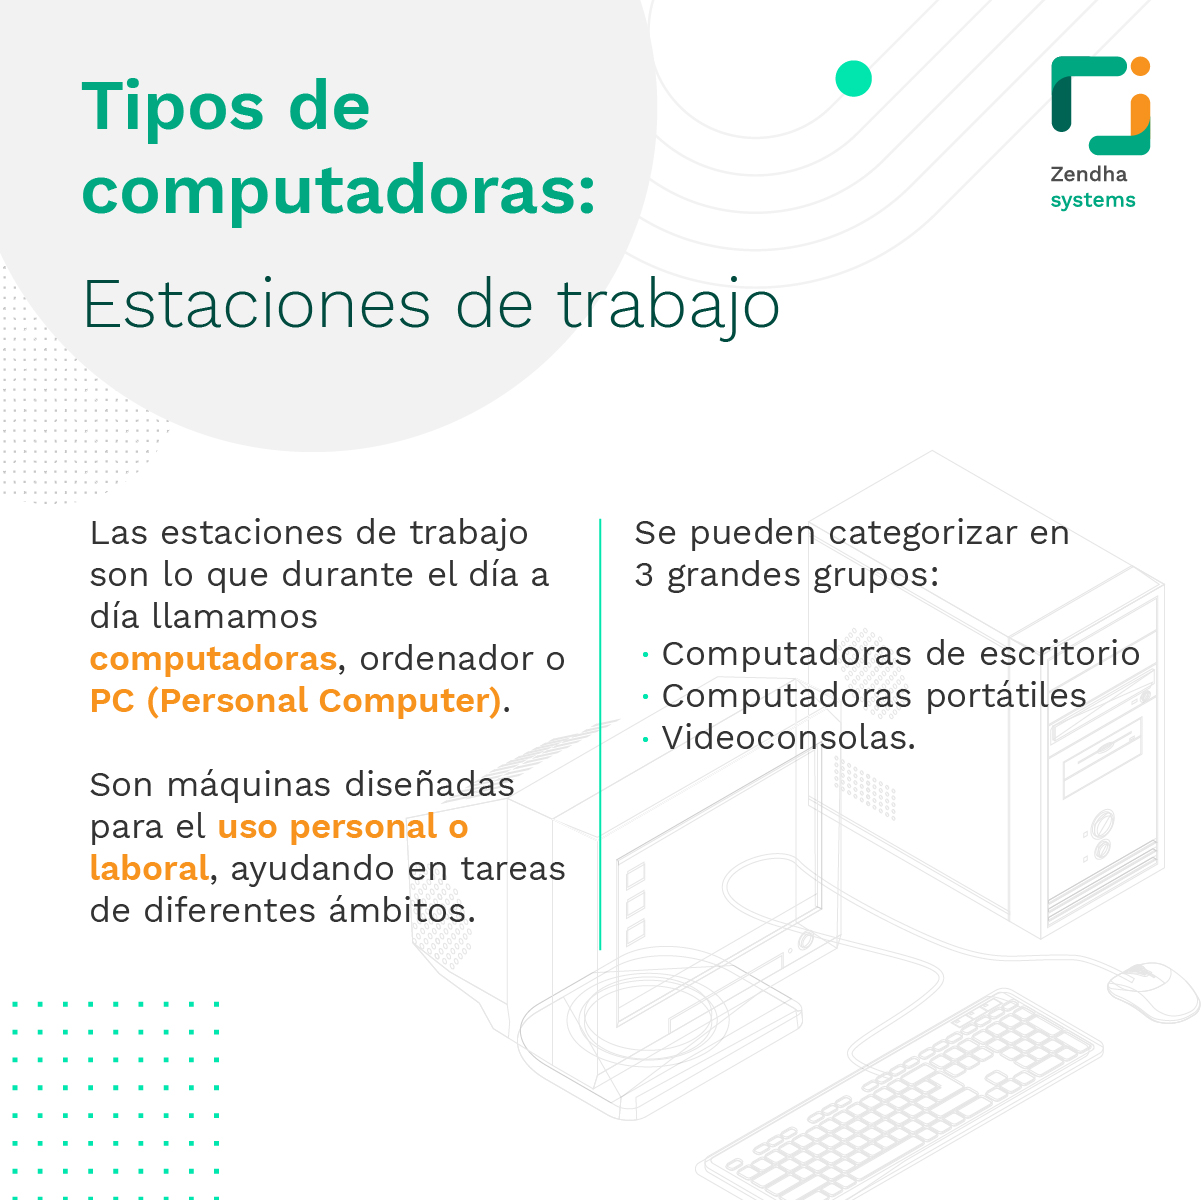 Tipos de
computadoras:
Estaciones de trabajo
Zendha
systems
Las estaciones de trabajo
son lo que durante el día a
día llamamos
computadoras, ordenador o
PC (Personal Computer).
Son máquinas diseñadas
para el uso personal o
laboral, ayudando en tareas
de diferentes ámbitos.
Se pueden categorizar en
3 grandes grupos:
· Computadoras de escritorio
· Computadoras portátiles
· Videoconsolas.